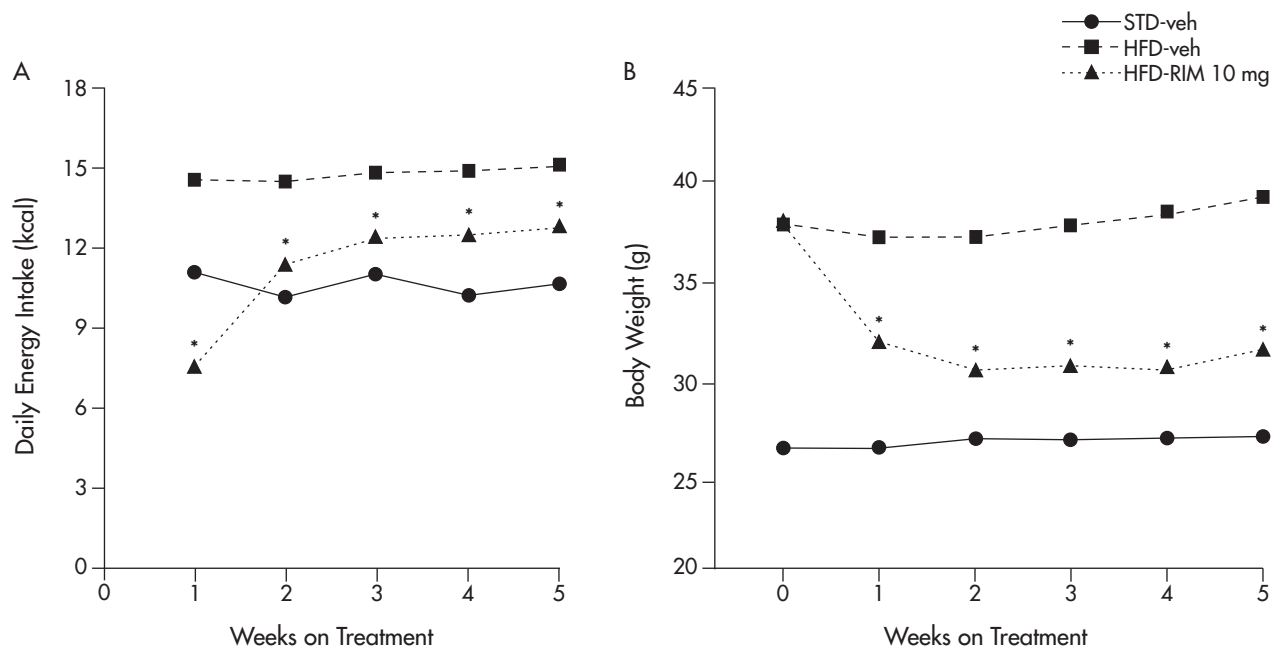 STD-veh
HFD-veh
HFD-RIM 10 mg
A
18
15
12
9
6
3
0
Daily Energy Intake (kcal)
*
*
*
*
*
0 1 2 3 4 5
Weeks on Treatment
B
45
40
35
30
25
20
Body Weight (g)
*
*
*
*
*
0 1 2 3 4 5
Weeks on Treatment